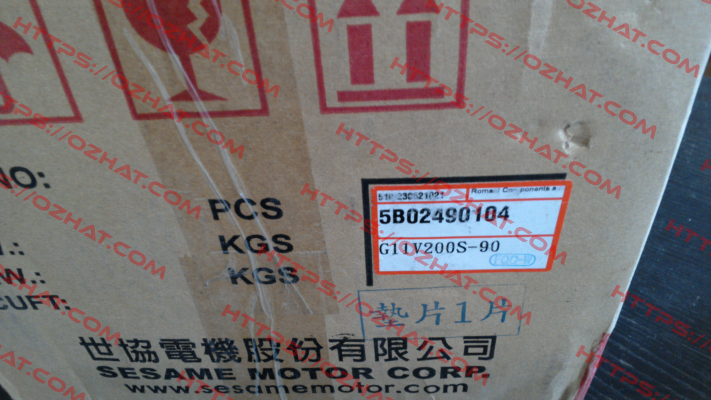 NO:
PCS
KGS
KGS
W.:
CUFT:
5B02490104
G11V200S-90
墊片1片
世協電機股份有限公司
SESAME MOTOR CORP.
www.sesamemotor.com
HTTPS://OZHAT.COM